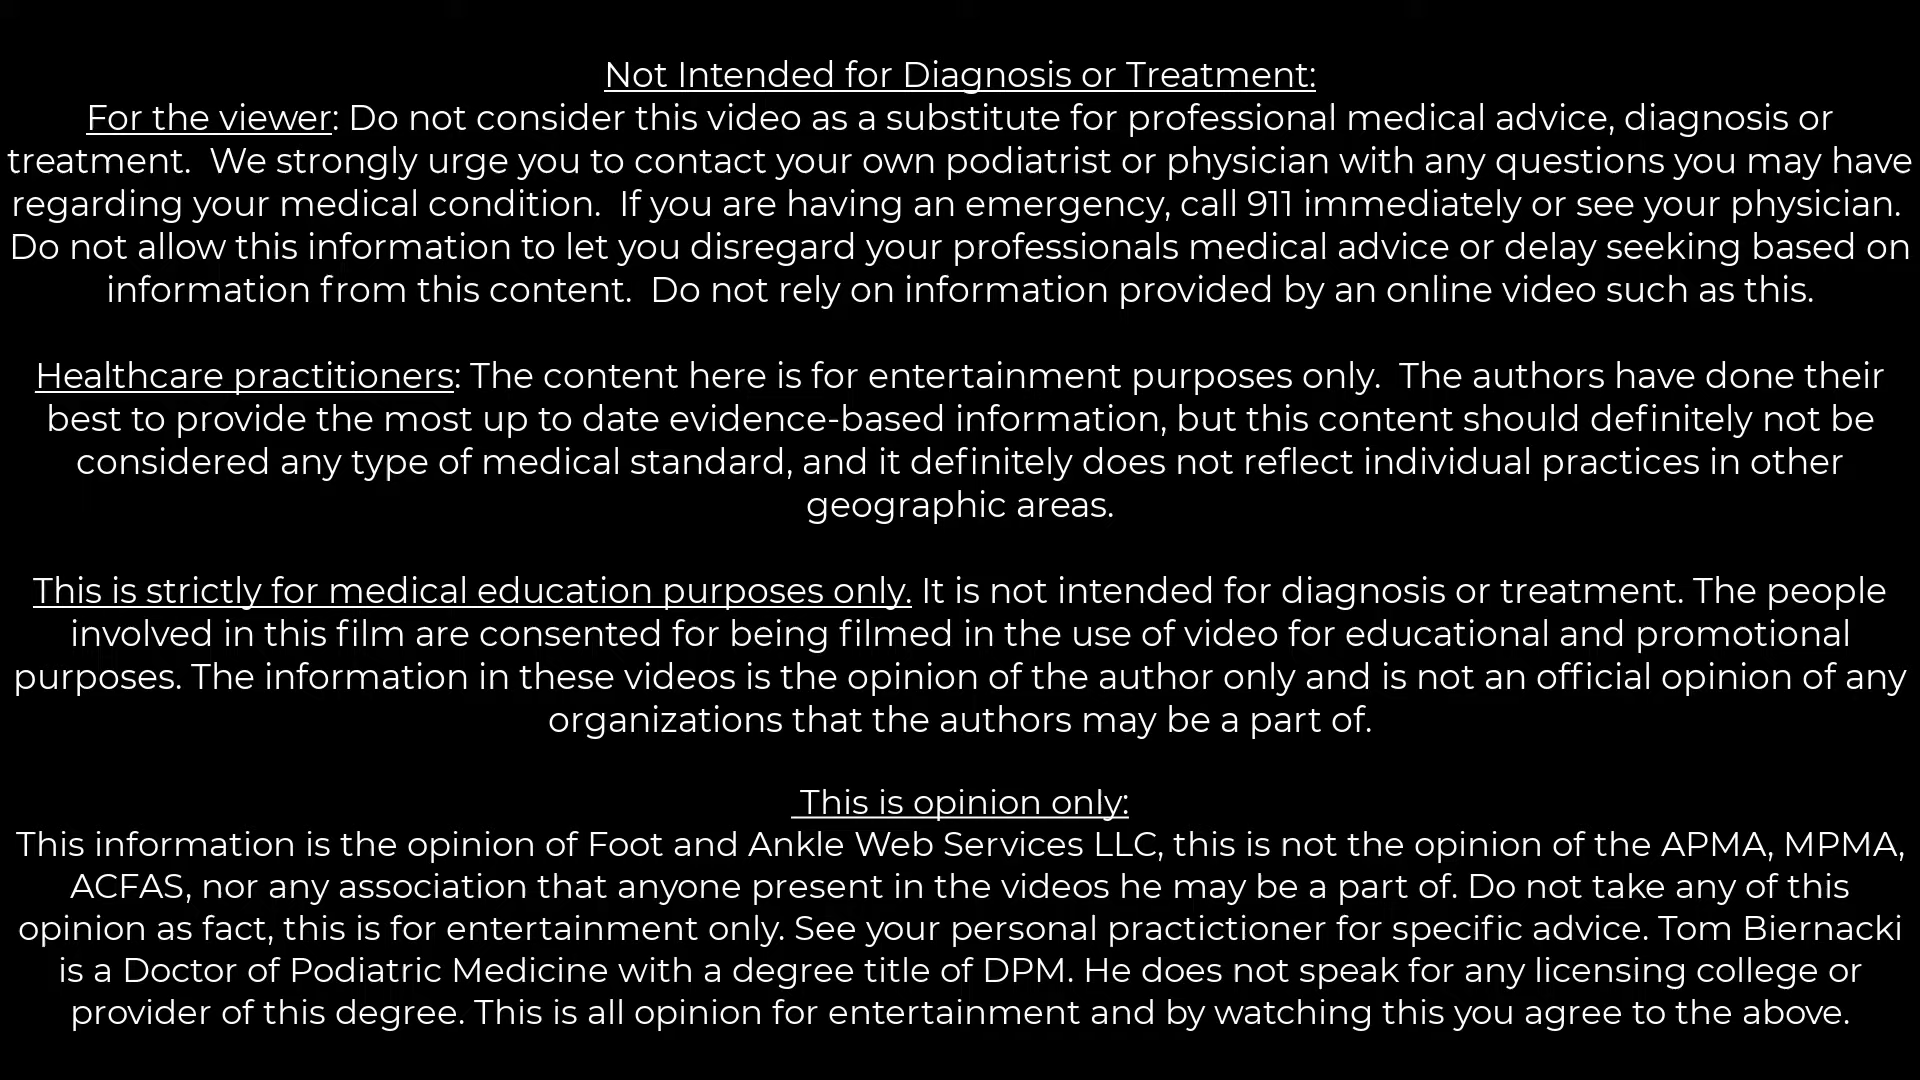 Not Intended for Diagnosis or Treatment:
For the viewer: Do not consider this video as a substitute for professional medical advice, diagnosis or
treatment.  We strongly urge you to contact your own podiatrist or physician with any questions you may have
regarding your medical condition.  If you are having an emergency, call 911 immediately or see your physician.
Do not allow this information to let you disregard your professionals medical advice or delay seeking based on
information from this content.  Do not rely on information provided by an online video such as this.
Healthcare practitioners: The content here is for entertainment purposes only.  The authors have done their
best to provide the most up to date evidence-based information, but this content should definitely not be
considered any type of medical standard, and it definitely does not reflect individual practices in other
geographic areas.
This is strictly for medical education purposes only. It is not intended for diagnosis or treatment. The people
involved in this film are consented for being filmed in the use of video for educational and promotional
purposes. The information in these videos is the opinion of the author only and is not an official opinion of any
organizations that the authors may be a part of.
This is opinion only:
This information is the opinion of Foot and Ankle Web Services LLC, this is not the opinion of the APMA, MPMA,
ACFAS, nor any association that anyone present in the videos he may be a part of. Do not take any of this
opinion as fact, this is for entertainment only. See your personal practictioner for specific advice. Tom Biernacki
is a Doctor of Podiatric Medicine with a degree title of DPM. He does not speak for any licensing college or
provider of this degree. This is all opinion for entertainment and by watching this you agree to the above.